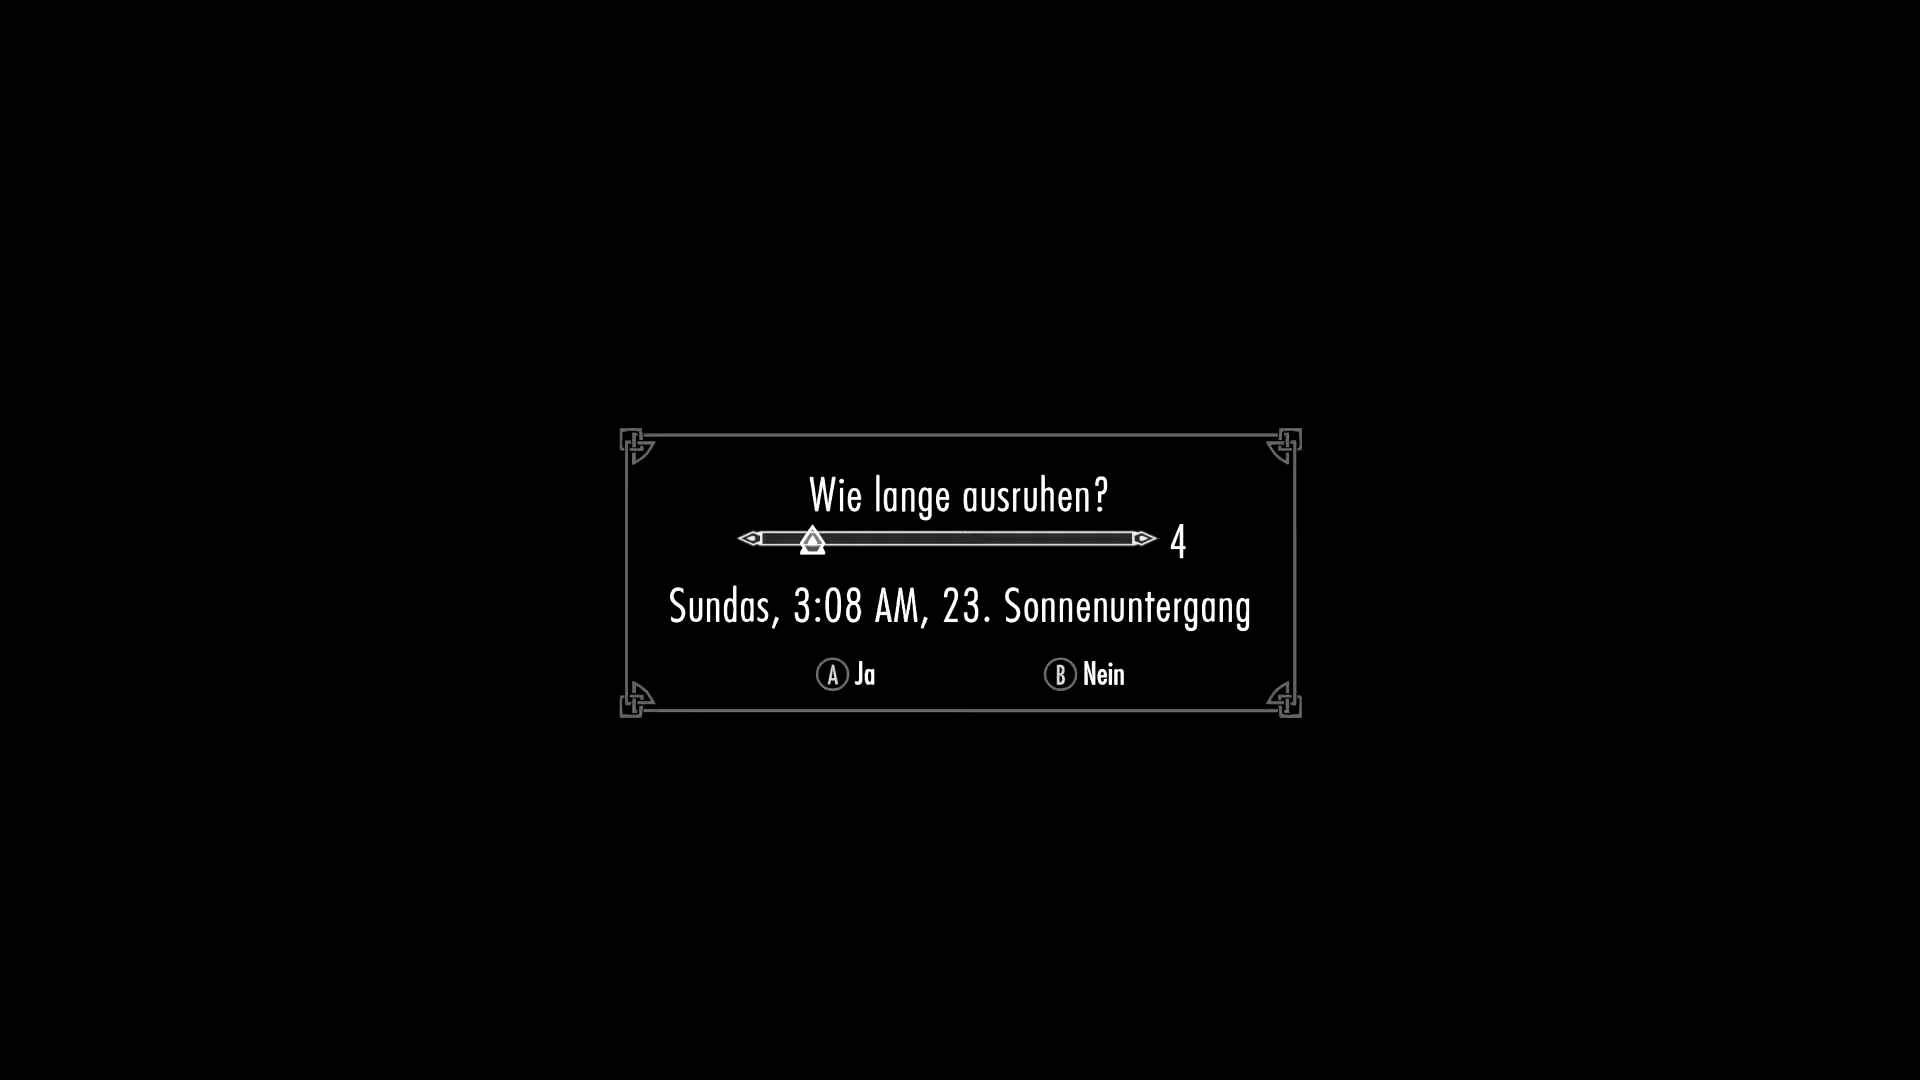 Wie lange ausruhen?
4
Sundas, 3:08 AM, 23. Sonnenuntergang
A Ja B Nein